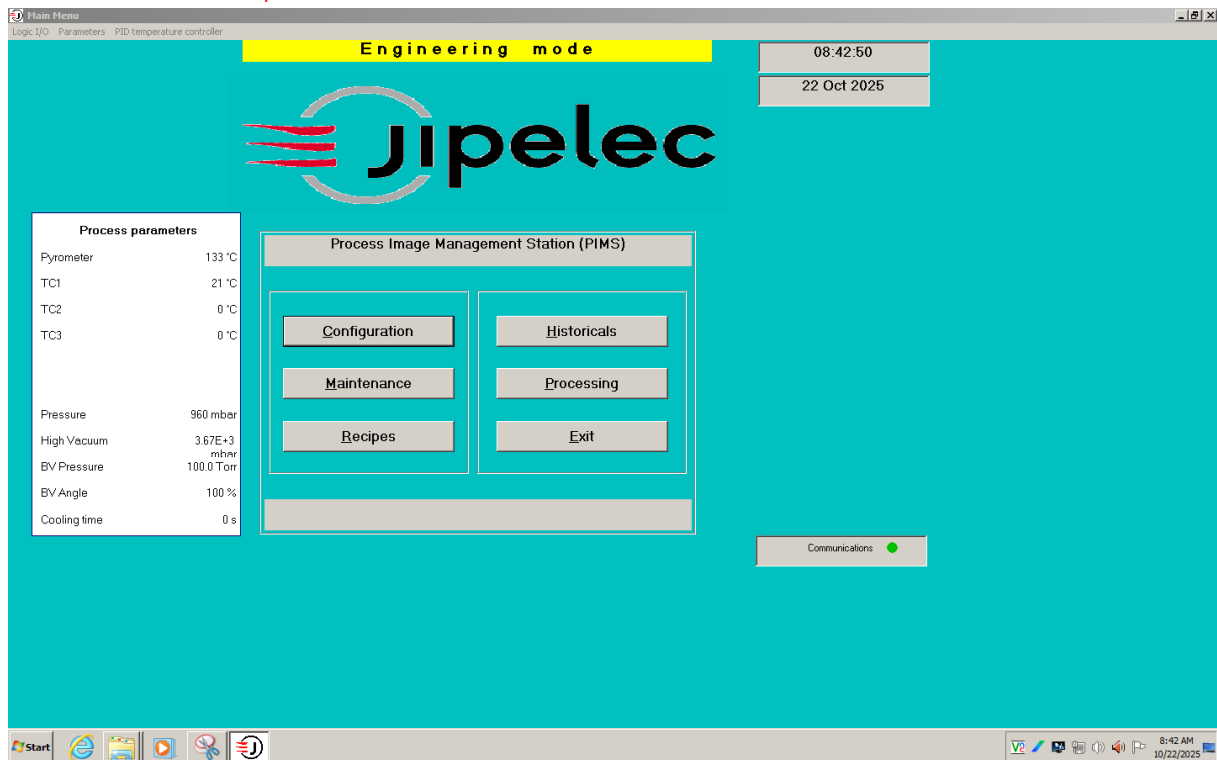 Main Menu
Logic I/O Parameters PID temperature controller
Engineering mode
08:42:50
22 Oct 2025
jipelec
Process parameters
Pyrometer 133 °C
TC1 21 °C
TC2 0 °C
TC3 0 °C
Pressure 960 mbar
High Vacuum 3.67E+3
mbar
BV Pressure 100.0 Torr
BV Angle 100 %
Cooling time 0 s
Process Image Management Station (PIMS)
Configuration Historicals
Maintenance Processing
Recipes Exit
Communications
Start
8:42 AM
10/22/2025